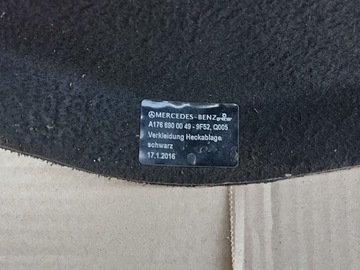 MERCEDES-BENZ
A176 690 00 49 - 9F52, Q005
Verkleidung Heckablage
schwarz
17.1.2016